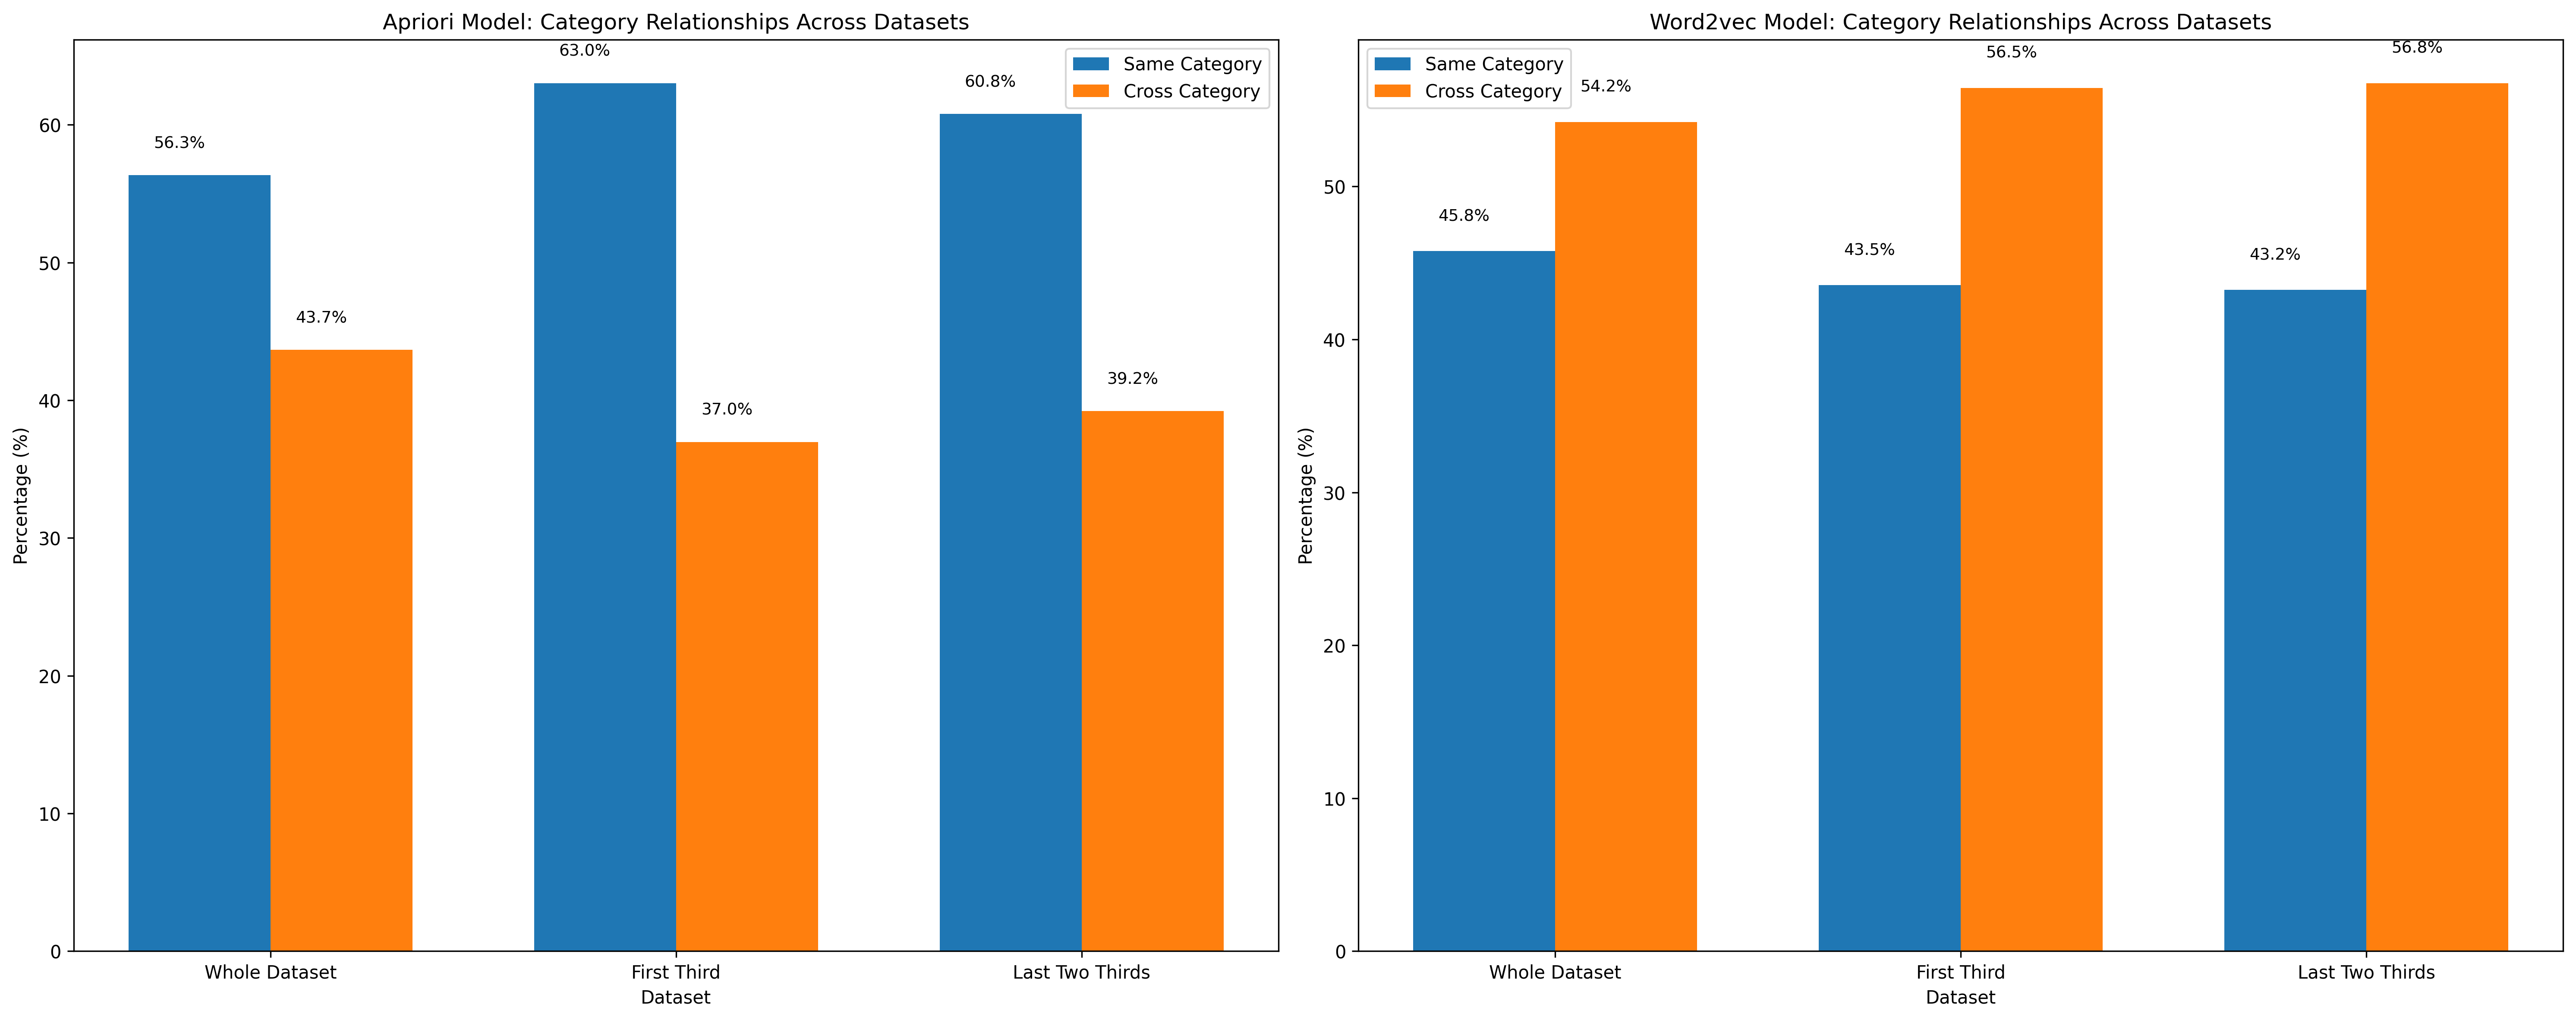 Apriori Model: Category Relationships Across Datasets
63.0%
Same Category
Cross Category
60.8%
60
56.3%
50
43.7%
40
39.2%
37.0%
Percentage (%)
30
20
10
0
Whole Dataset
First Third
Last Two Thirds
Dataset
Word2vec Model: Category Relationships Across Datasets
Same Category
Cross Category
54.2%
56.5%
56.8%
50
45.8%
43.5%
43.2%
40
Percentage (%)
30
20
10
0
Whole Dataset
First Third
Last Two Thirds
Dataset